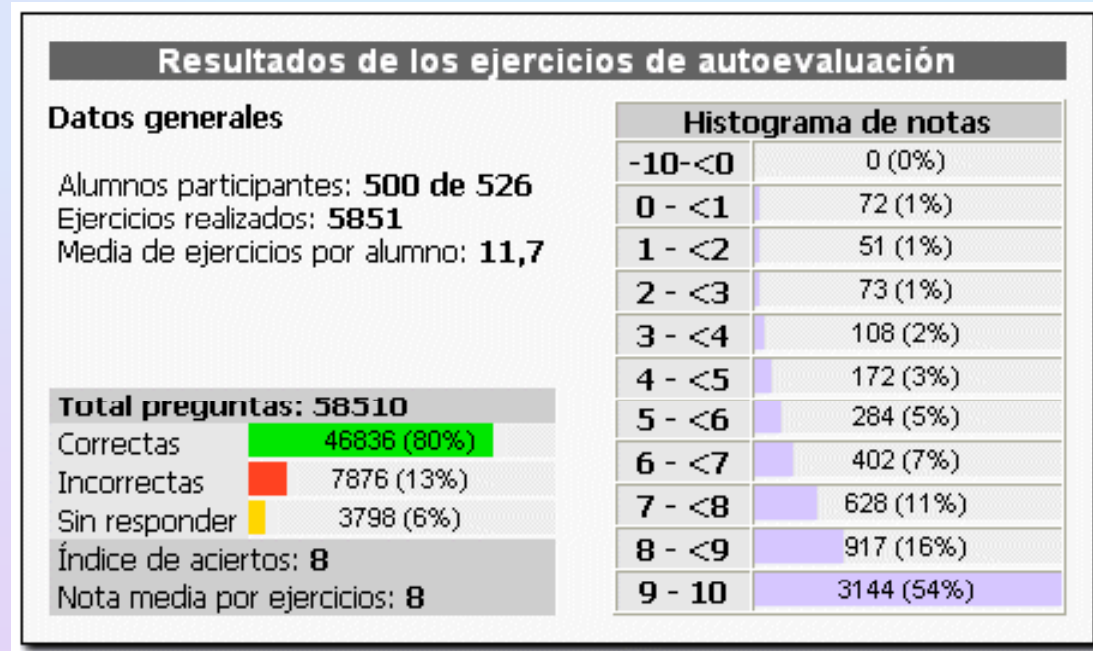 Resultados de los ejercicios de autoevaluación
Datos generales
Alumnos participantes: 500 de 526
Ejercicios realizados: 5851
Media de ejercicios por alumno: 11,7
Total preguntas: 58510
Correctas 46836 (80%)
Incorrectas 7876 (13%)
Sin responder 3798 (6%)
Índice de aciertos: 8
Nota media por ejercicios: 8
Histograma de notas
-10-<0 0 (0%)
0 - <1 72 (1%)
1 - <2 51 (1%)
2 - <3 73 (1%)
3 - <4 108 (2%)
4 - <5 172 (3%)
5 - <6 284 (5%)
6 - <7 402 (7%)
7 - <8 628 (11%)
8 - <9 917 (16%)
9 - 10 3144 (54%)